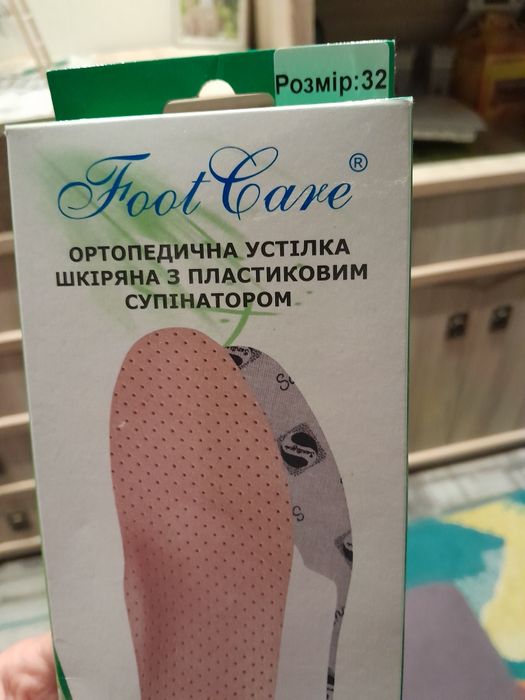 Розмір:32
Foot Care®
ОРТОПЕДИЧНА УСТІЛКА
ШКІРЯНА З ПЛАСТИКОВИМ
СУПІНАТОРОМ